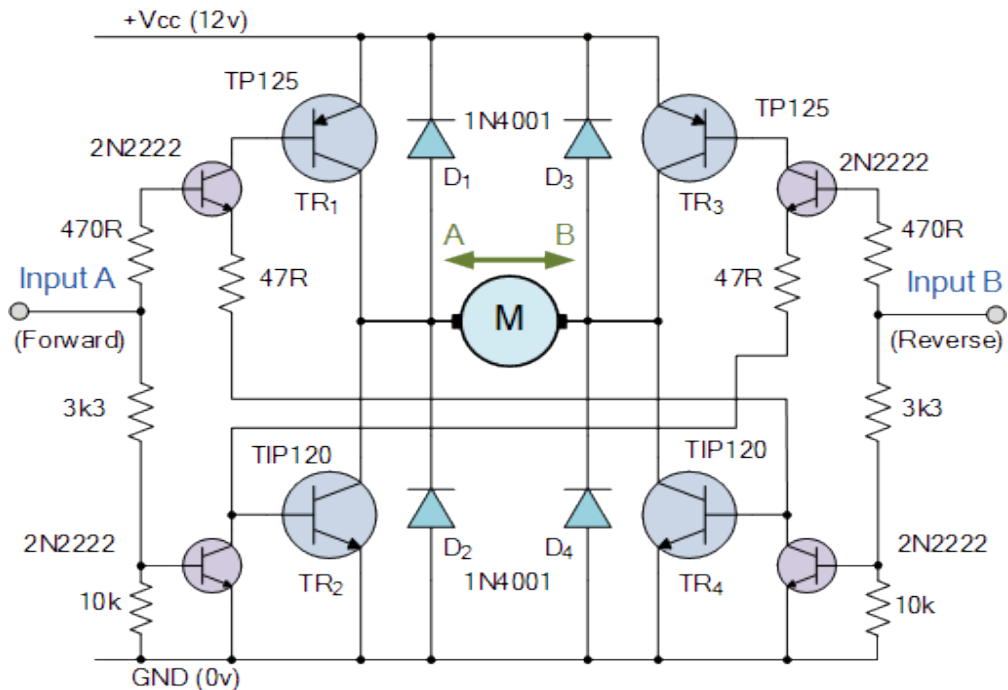 +Vcc (12v)
TP125
TP125
1N4001
2N2222
2N2222
D1
D3
TR1
TR3
470R
470R
A
B
47R
47R
Input A
Input B
M
(Forward)
(Reverse)
3k3
3k3
TIP120
TIP120
2N2222
2N2222
D2
D4
TR2
TR4
1N4001
10k
10k
GND (0v)